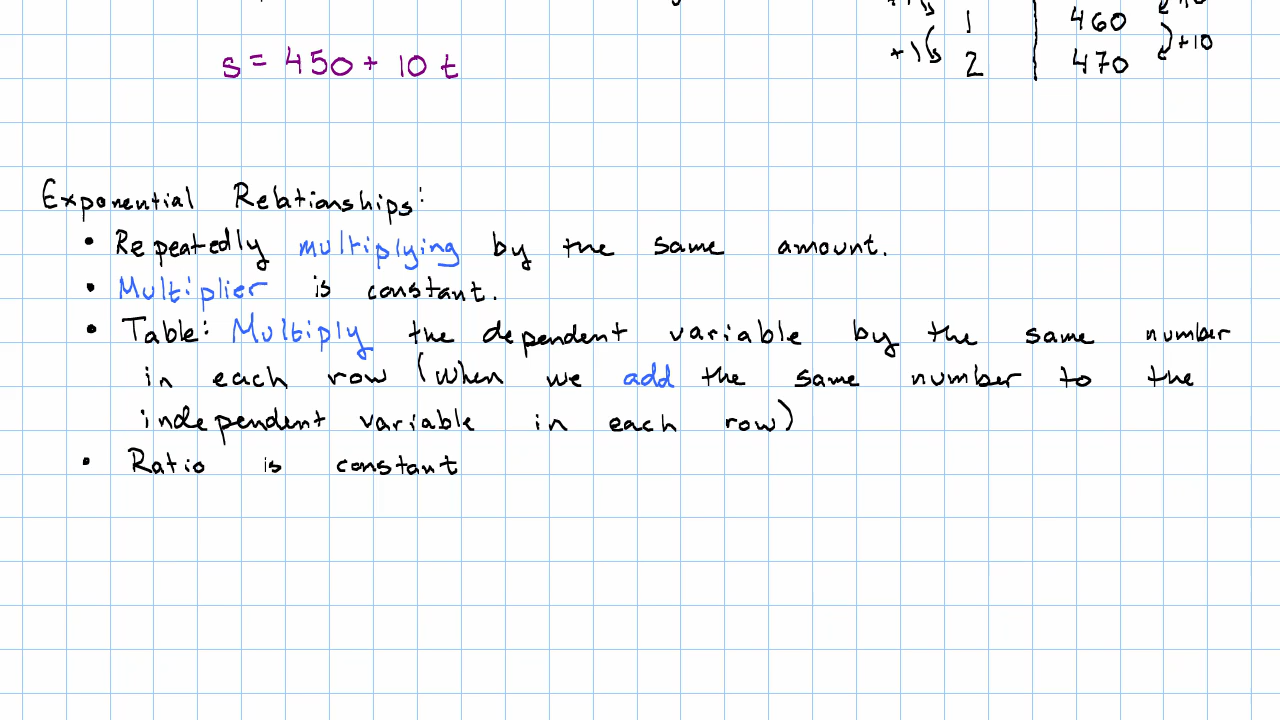 +1 1 460 +10
s = 450 + 10 t
+1 2 470 +10
Exponential Relationships:
• Repeatedly multiplying by the same amount.
• Multiplier is constant.
• Table: Multiply the dependent variable by the same number
in each row (when we add the same number to the
independent variable in each row)
• Ratio is constant